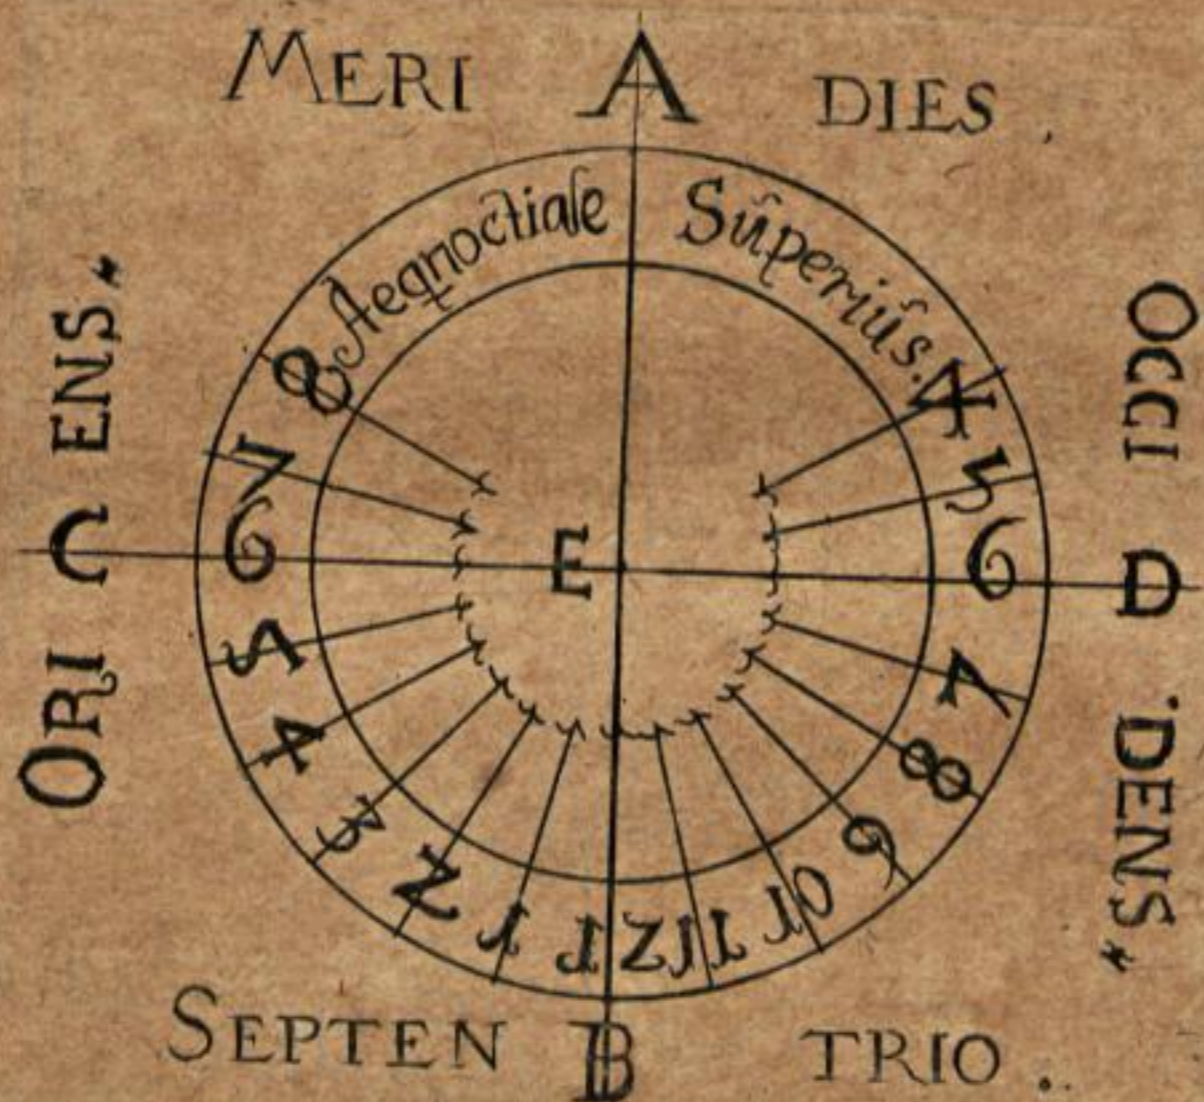 MERI A DIES.
Aeqnoctiale Superius.
ORI C ENS
OCCI D DENS
E
8
7
6
5
4
3
2
1
12
11
10
9
8
7
6
5
4
SEPTEN B TRIO..